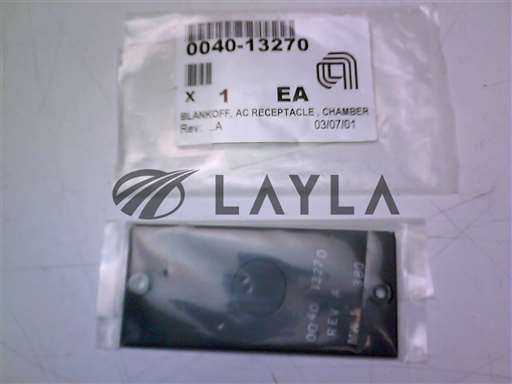 0040-13270
X 1 EA
BLANKOFF, AC RECEPTACLE , CHAMBER
Rev: .A 03/07/01
LAYLA
0040 13270
REV A